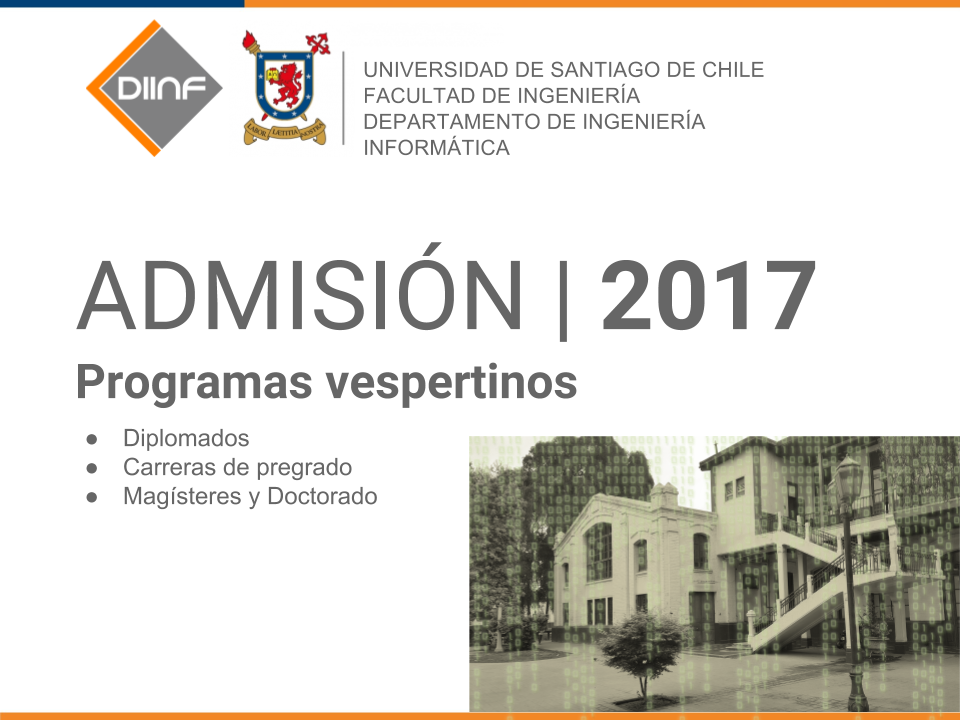 DIINF
LABOR LÆTITIA NOSTRA
UNIVERSIDAD DE SANTIAGO DE CHILE
FACULTAD DE INGENIERÍA
DEPARTAMENTO DE INGENIERÍA
INFORMÁTICA
ADMISIÓN | 2017
Programas vespertinos
● Diplomados
● Carreras de pregrado
● Magísteres y Doctorado